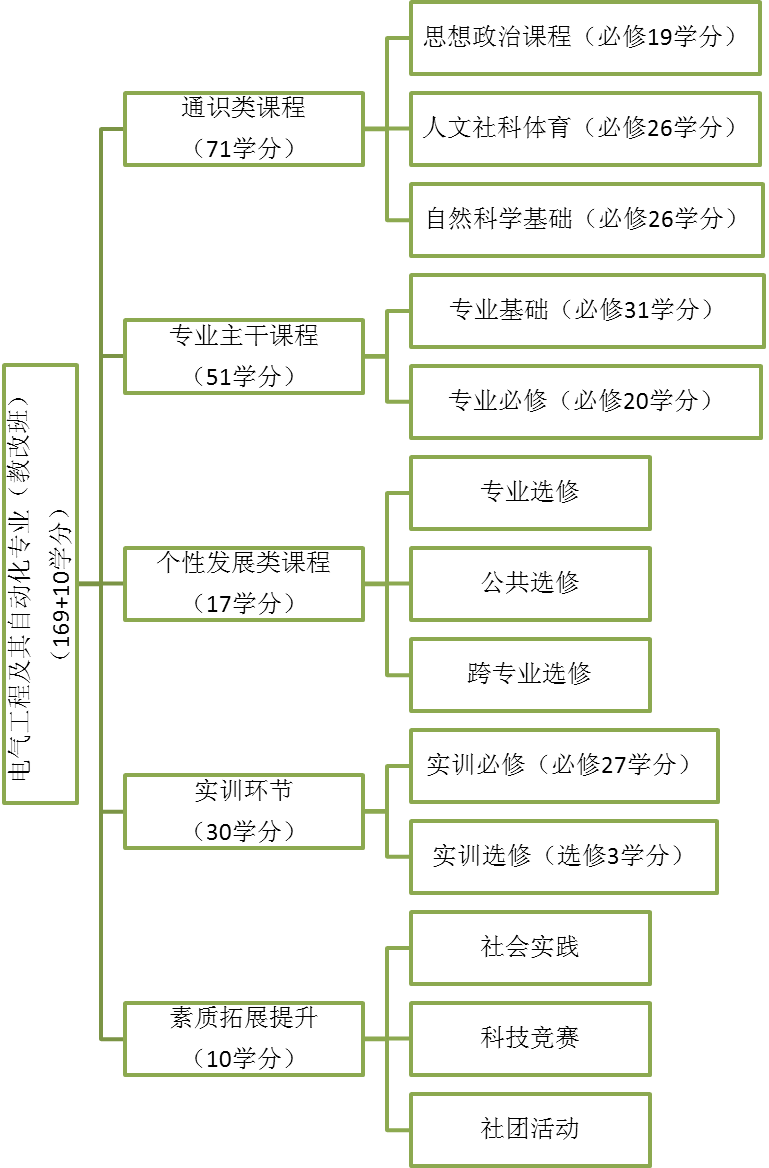 电气工程及其自动化专业（教改班）
（169+10学分）
通识类课程
（71学分）
思想政治课程（必修19学分）
人文社科体育（必修26学分）
自然科学基础（必修26学分）
专业主干课程
（51学分）
专业基础（必修31学分）
专业必修（必修20学分）
个性发展类课程
（17学分）
专业选修
公共选修
跨专业选修
实训环节
（30学分）
实训必修（必修27学分）
实训选修（选修3学分）
素质拓展提升
（10学分）
社会实践
科技竞赛
社团活动